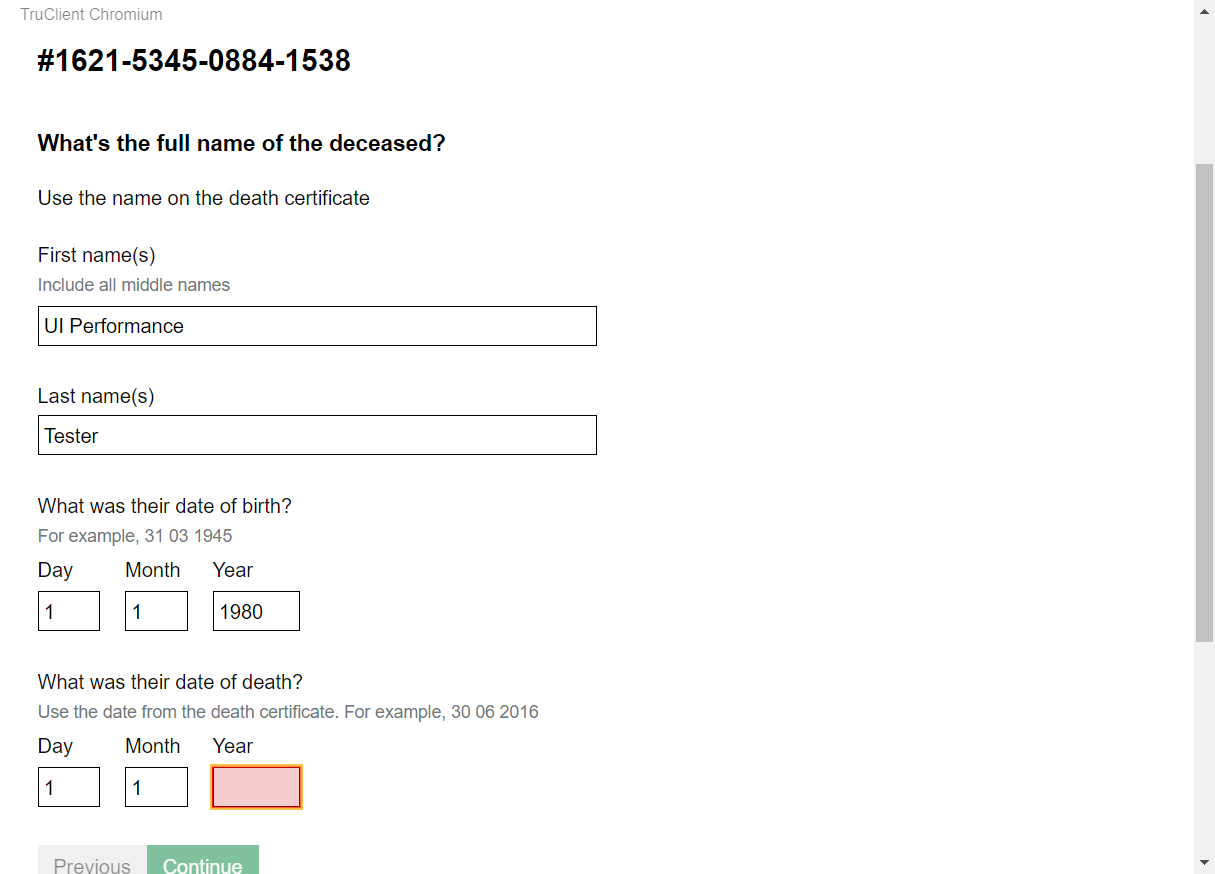 TruClient Chromium
#1621-5345-0884-1538
What's the full name of the deceased?
Use the name on the death certificate
First name(s)
Include all middle names
UI Performance
Last name(s)
Tester
What was their date of birth?
For example, 31 03 1945
Day Month Year
1 1 1980
What was their date of death?
Use the date from the death certificate. For example, 30 06 2016
Day Month Year
1 1
Previous Continue